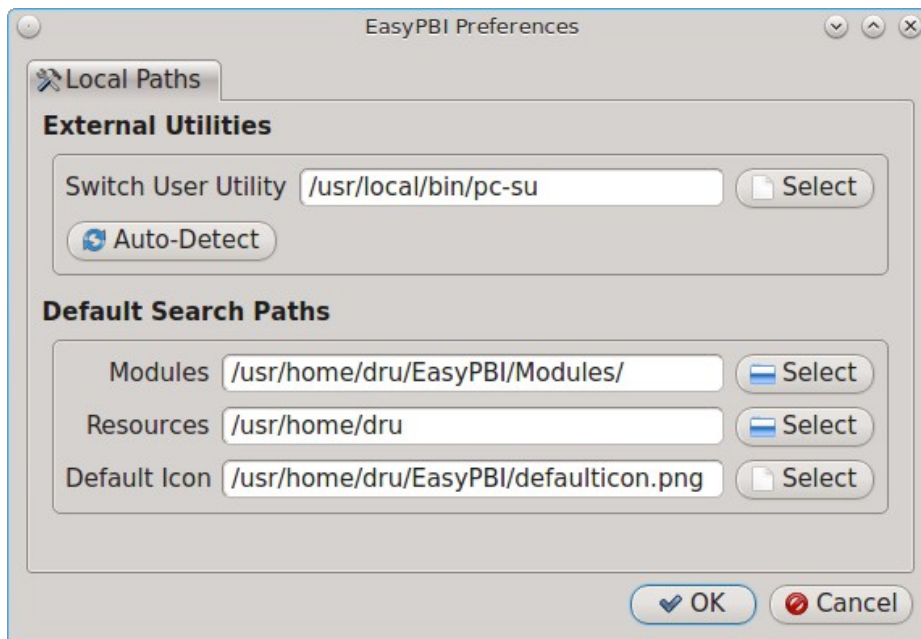 EasyPBI Preferences
Local Paths
External Utilities
Switch User Utility /usr/local/bin/pc-su Select
Auto-Detect
Default Search Paths
Modules /usr/home/dru/EasyPBI/Modules/ Select
Resources /usr/home/dru Select
Default Icon /usr/home/dru/EasyPBI/defaulticon.png Select
OK Cancel